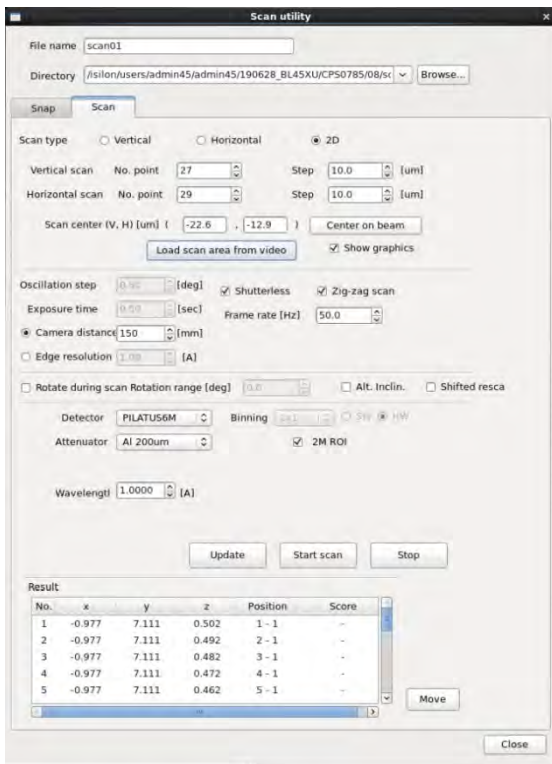 Scan utility ×
File name scan01
Directory /isilon/users/admin45/admin45/190628_BL45XU/CPS0785/08/sc Browse...
Snap Scan
Scan type Vertical Horizontal 2D
Vertical scan No. point 27 Step 10.0 [um]
Horizontal scan No. point 29 Step 10.0 [um]
Scan center (V, H) [um] ( -22.6 , -12.9 ) Center on beam
Load scan area from video Show graphics
Oscillation step [deg] Shutterless Zig-zag scan
Exposure time [sec] Frame rate [Hz] 50.0
Camera distance 150 [mm]
Edge resolution [A]
Rotate during scan Rotation range [deg] 0.0 Alt. Inclin. Shifted resca
Detector PILATUS6M Binning HW
Attenuator Al 200um 2M ROI
Wavelengtl 1.0000 [A]
Update Start scan Stop
Result
No. x y z Position Score
1 -0.977 7.111 0.502 1 - 1 -
2 -0.977 7.111 0.492 2 - 1 -
3 -0.977 7.111 0.482 3 - 1 -
4 -0.977 7.111 0.472 4 - 1 -
5 -0.977 7.111 0.462 5 - 1 -
Move
Close